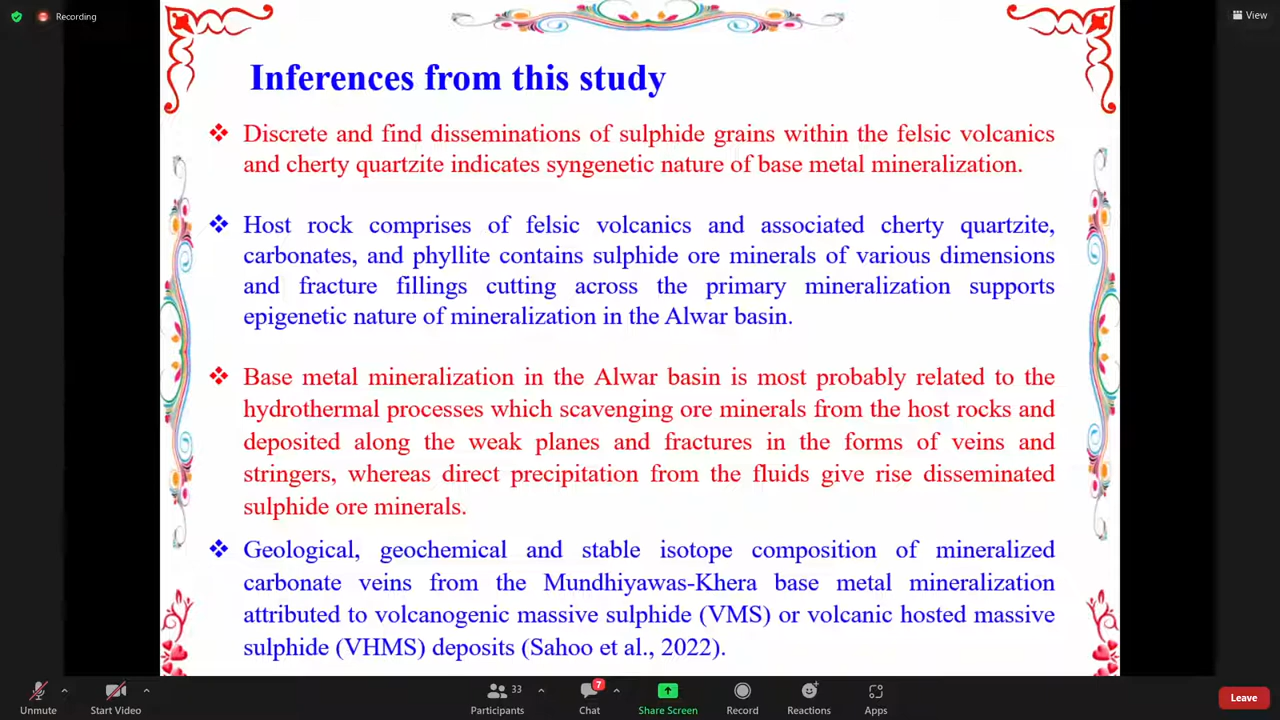 Recording
View
Inferences from this study
❖ Discrete and find disseminations of sulphide grains within the felsic volcanics
and cherty quartzite indicates syngenetic nature of base metal mineralization.
❖ Host rock comprises of felsic volcanics and associated cherty quartzite,
carbonates, and phyllite contains sulphide ore minerals of various dimensions
and fracture fillings cutting across the primary mineralization supports
epigenetic nature of mineralization in the Alwar basin.
❖ Base metal mineralization in the Alwar basin is most probably related to the
hydrothermal processes which scavenging ore minerals from the host rocks and
deposited along the weak planes and fractures in the forms of veins and
stringers, whereas direct precipitation from the fluids give rise disseminated
sulphide ore minerals.
❖ Geological, geochemical and stable isotope composition of mineralized
carbonate veins from the Mundhiyawas-Khera base metal mineralization
attributed to volcanogenic massive sulphide (VMS) or volcanic hosted massive
sulphide (VHMS) deposits (Sahoo et al., 2022).
33
7
Unmute
Start Video
Participants
Chat
Share Screen
Record
Reactions
Apps
Leave